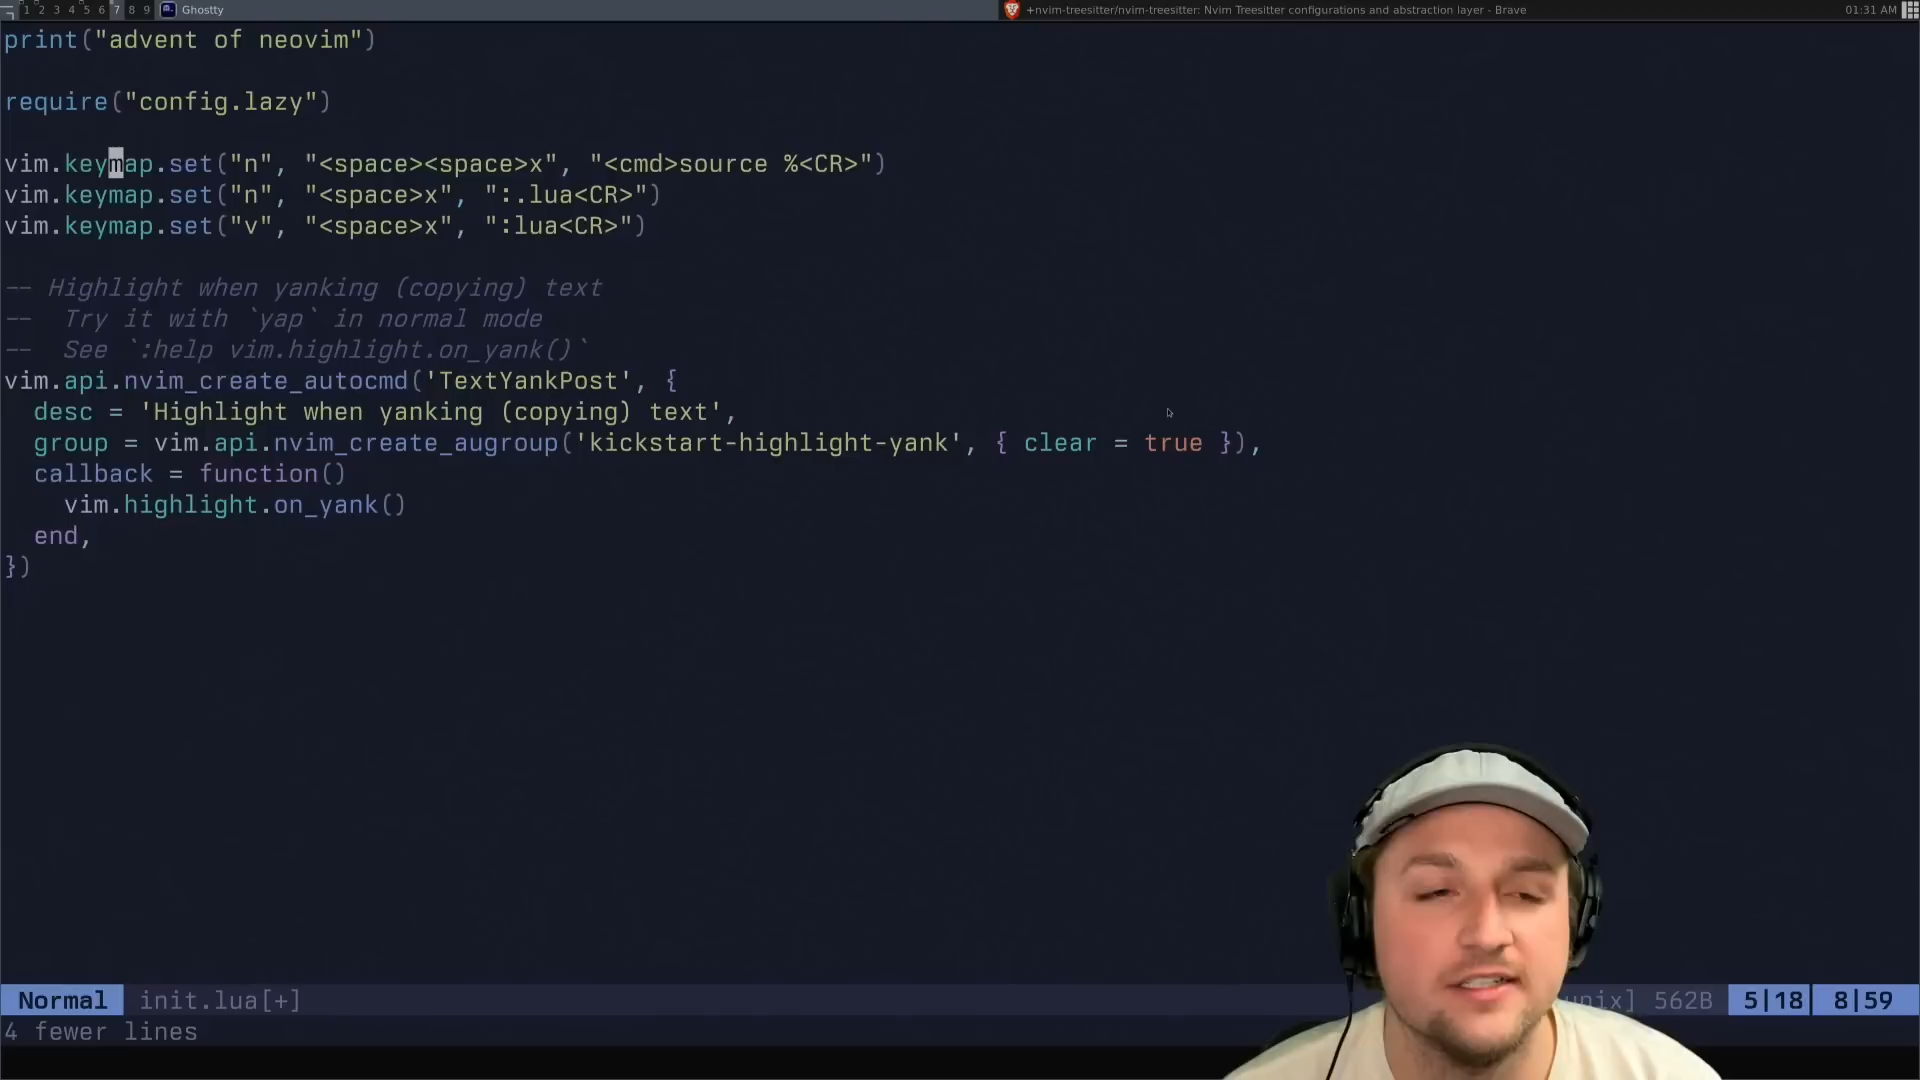 1 2 3 4 5 6 7 8 9 Ghostty +nvim-treesitter/nvim-treesitter: Nvim Treesitter configurations and abstraction layer - Brave 01:31 AM
print("advent of neovim")
require("config.lazy")
vim.keymap.set("n", "<space><space>x", "<cmd>source %<CR>")
vim.keymap.set("n", "<space>x", ":.lua<CR>")
vim.keymap.set("v", "<space>x", ":lua<CR>")
-- Highlight when yanking (copying) text
--  Try it with `yap` in normal mode
--  See `:help vim.highlight.on_yank()`
vim.api.nvim_create_autocmd('TextYankPost', {
  desc = 'Highlight when yanking (copying) text',
  group = vim.api.nvim_create_augroup('kickstart-highlight-yank', { clear = true }),
  callback = function()
    vim.highlight.on_yank()
  end,
})
Normal init.lua[+] nix] 562B 5|18 8|59
4 fewer lines